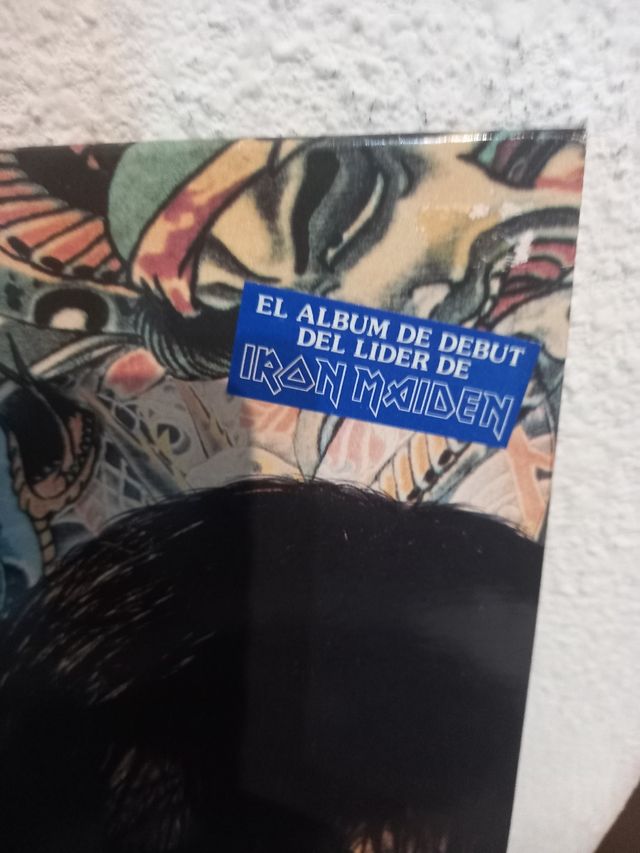 EL ALBUM DE DEBUT
DEL LIDER DE
IRON MAIDEN